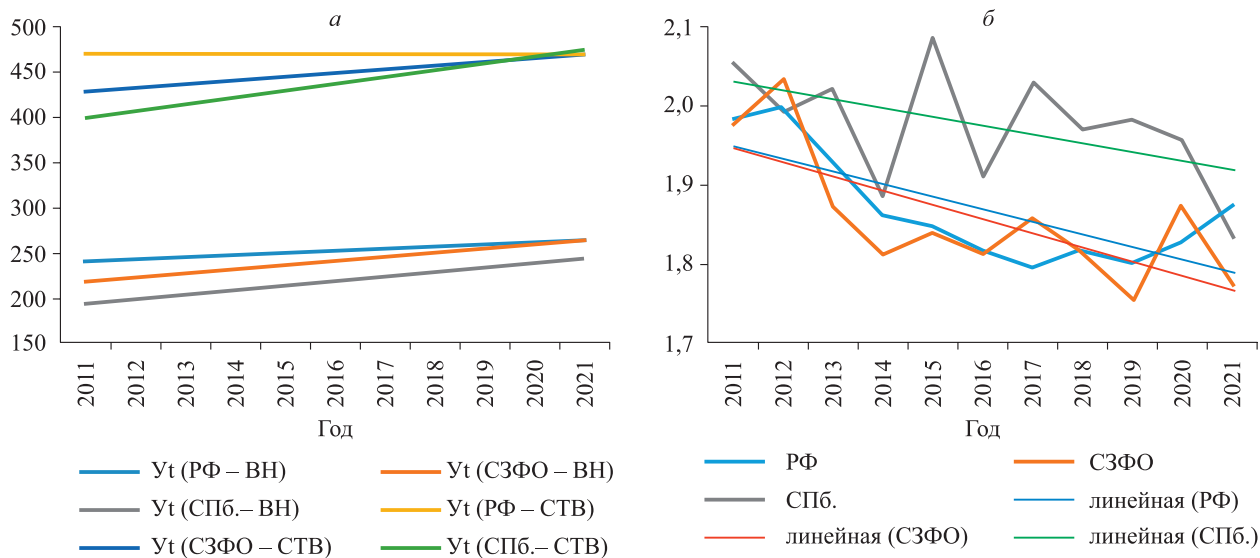 а
500
450
400
350
300
250
200
150
2011
2012
2013
2014
2015
2016
2017
2018
2019
2020
2021
Год
Уt (РФ – ВН)
Уt (СЗФО – ВН)
Уt (СПб.– ВН)
Уt (РФ – СТВ)
Уt (СЗФО – СТВ)
Уt (СПб.– СТВ)
б
2,1
2,0
1,9
1,8
1,7
2011
2012
2013
2014
2015
2016
2017
2018
2019
2020
2021
Год
РФ
СЗФО
СПб.
линейная (РФ)
линейная (СЗФО)
линейная (СПб.)